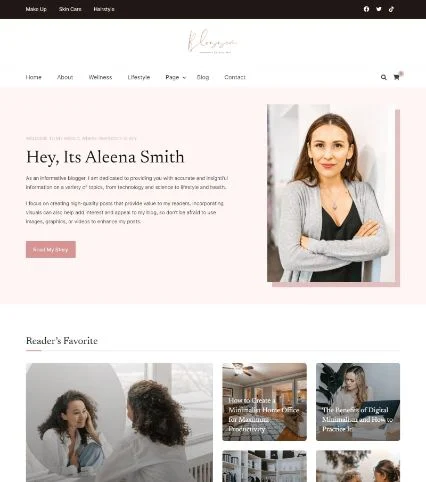 Make Up Skin Care Hairstyle
Blossom
Home About Wellness Lifestyle Page Blog Contact
Hey, Its Aleena Smith
As an informative blogger, I am dedicated to providing you with accurate and insightful
information on a variety of topics, from technology and science to lifestyle and health.
I focus on creating high-quality posts that provide value to my readers, incorporating
visuals can also help add interest and appeal to my blog, so don't be afraid to use
images, graphics, or videos to enhance my posts.
Read My Story
Reader's Favorite
How to Create a
Minimalist Home Office
for Maximum
Productivity
The Benefits of Digital
Minimalism and How to
Practice It